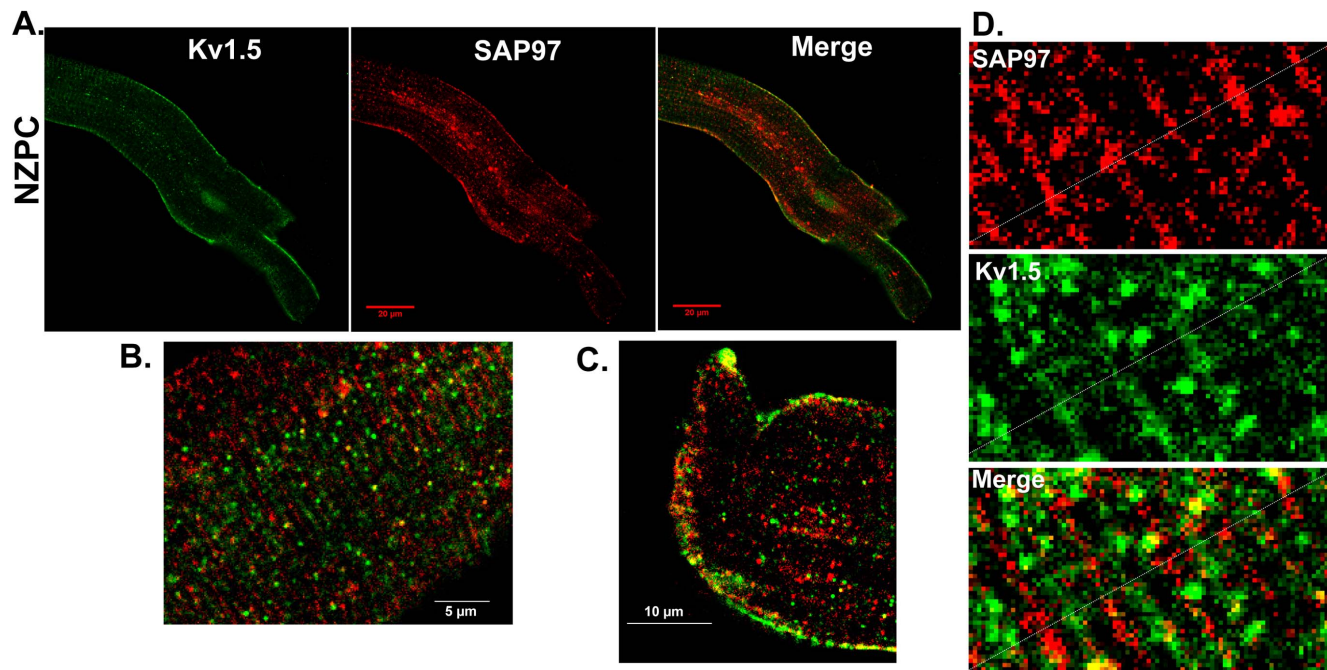 A.
Kv1.5
SAP97
Merge
NZPC
20 µm
20 µm
B.
5 µm
C.
10 µm
D.
SAP97
Kv1.5
Merge